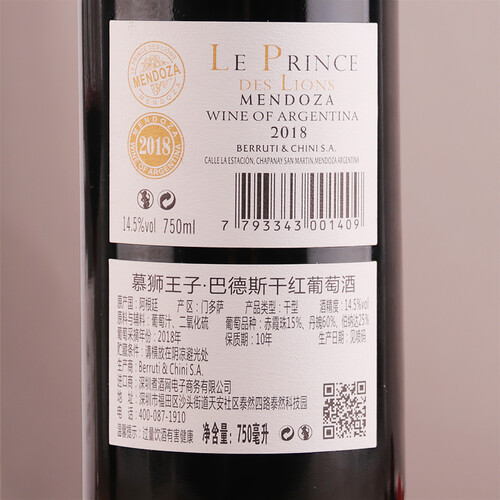 MENDOZA
MENDOZA
2018
WINE OF ARGENTINA
LE PRINCE
DES LIONS
MENDOZA
WINE OF ARGENTINA
2018
BERRUTI & CHINI S.A.
CALLE LA ESTACIÓN, CHAPANAY SAN MARTIN, MENDOZA ARGENTINA
14.5%vol 750ml
7 793343 001409
慕狮王子·巴德斯干红葡萄酒
原产国：阿根廷 产区：门多萨 产品类型：干型 酒精度：14.5%vol
原料与辅料：葡萄汁、二氧化硫 葡萄品种：赤霞珠15%、丹魄60%、伯纳达25%
葡萄采摘年份：2018年 保质期：10年 生产日期：见瓶销
贮藏条件：请横放在阴凉避光处
生产商：Berruti & Chini S.A.
进口商：深圳煮酒网电子商务有限公司
地址：深圳市福田区沙头街道天安社区泰然四路泰然科技园
电话：400-087-1910
温馨提示：过量饮酒有害健康 净含量：750毫升